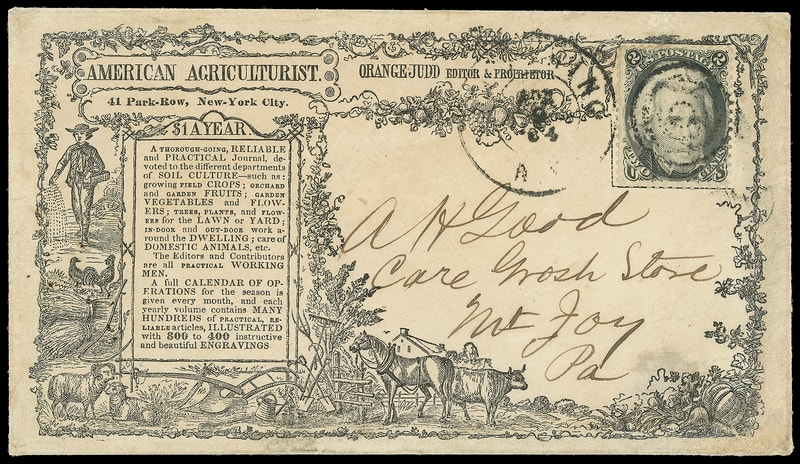 AMERICAN AGRICULTURIST.
ORANGE JUDD EDITOR & PROPRIETOR
41 Park-Row, New-York City.
$1 A YEAR.
A THOROUGH-GOING, RELIABLE
and PRACTICAL Journal, de-
voted to the different departments
of SOIL CULTURE—such as:
growing FIELD CROPS; ORCHARD
and GARDEN FRUITS; GARDEN
VEGETABLES and FLOW-
ERS; TREES, PLANTS, and FLOW-
ERS for the LAWN or YARD;
IN-DOOR and OUT-DOOR work a-
round the DWELLING; care of
DOMESTIC ANIMALS, etc.
The Editors and Contributors
are all PRACTICAL WORKING
MEN.
A full CALENDAR OF OP-
ERATIONS for the season is
given every month, and each
yearly volume contains MANY
HUNDREDS of PRACTICAL, RE-
LIABLE articles, ILLUSTRATED
with 300 to 400 instructive
and beautiful ENGRAVINGS
U.S. POSTAGE
2 2
A H Good
Care Grosh Store
Mt Joy
Pa